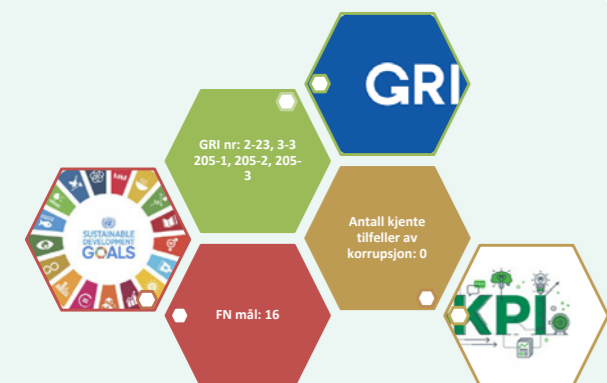 GRI
GRI nr: 2-23, 3-3
205-1, 205-2, 205-
3
Antall kjente
tilfeller av
korrupsjon: 0
SUSTAINABLE
DEVELOPMENT
GOALS
FN mål: 16
KPI